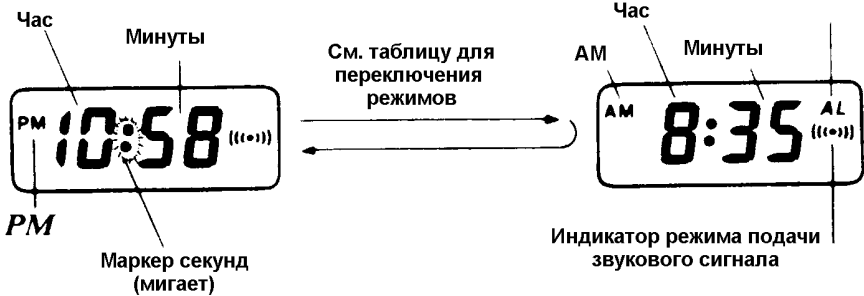 Час
Минуты
PM 10:58
PM
Маркер секунд
(мигает)
См. таблицу для
переключения
режимов
Час
AM
Минуты
AM 8:35 AL
Индикатор режима подачи
звукового сигнала